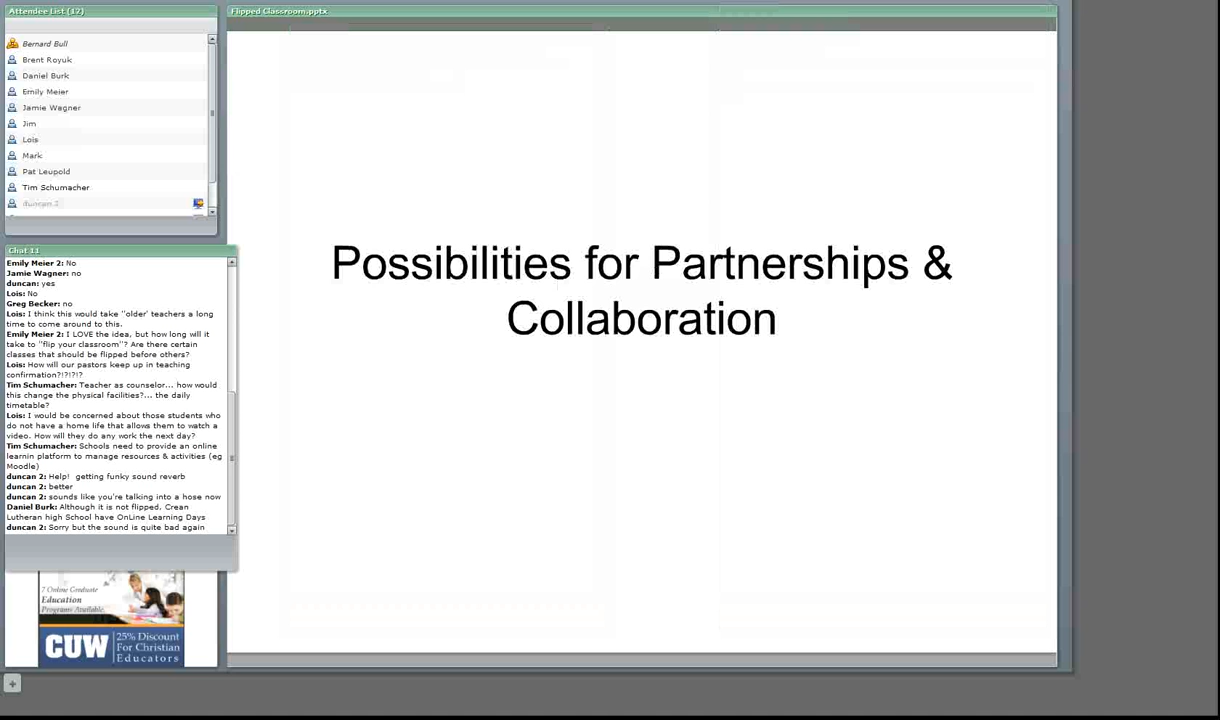 Attendee List (12)
Bernard Bull
Brent Royuk
Daniel Burk
Emily Meier
Jamie Wagner
Jim
Lois
Mark
Pat Leupold
Tim Schumacher
duncan 2
Chat 11
Emily Meier 2: No
Jamie Wagner: no
duncan: yes
Lois: No
Greg Becker: no
Lois: I think this would take "older' teachers a long
time to come around to this.
Emily Meier 2: I LOVE the idea, but how long will it
take to "flip your classroom"? Are there certain
classes that should be flipped before others?
Lois: How will our pastors keep up in teaching
confirmation?!?!?!?
Tim Schumacher: Teacher as counselor... how would
this change the physical facilities?... the daily
timetable?
Lois: I would be concerned about those students who
do not have a home life that allows them to watch a
video. How will they do any work the next day?
Tim Schumacher: Schools need to provide an online
learnin platform to manage resources & activities (eg
Moodle)
duncan 2: Help! getting funky sound reverb
duncan 2: better
duncan 2: sounds like you're talking into a hose now
Daniel Burk: Although it is not flipped, Crean
Lutheran high School have OnLine Learning Days
duncan 2: Sorry but the sound is quite bad again
7 Online Graduate
Education
Programs Available.
CUW
25% Discount
For Christian
Educators
Flipped Classroom.pptx
Possibilities for Partnerships &
Collaboration